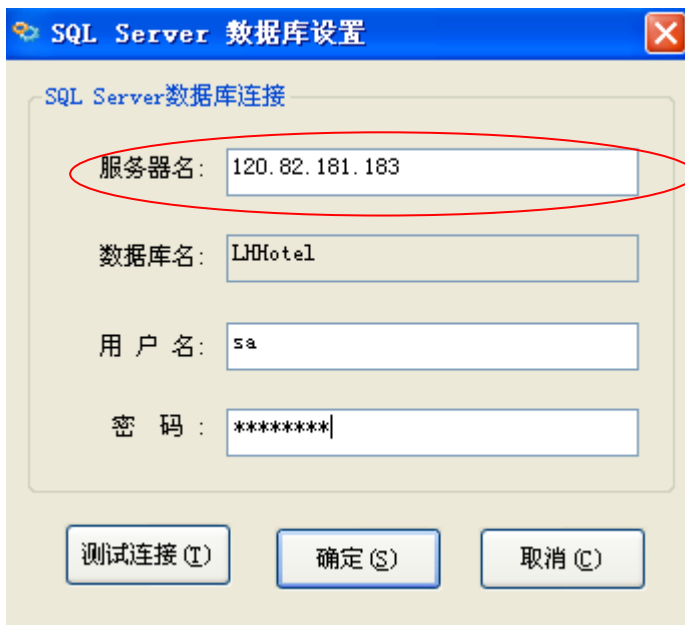 SQL Server 数据库设置
SQL Server数据库连接
服务器名: 120.82.181.183
数据库名: LHHotel
用 户 名: sa
密 码 : ********
测试连接(T) 确定(S) 取消(C)